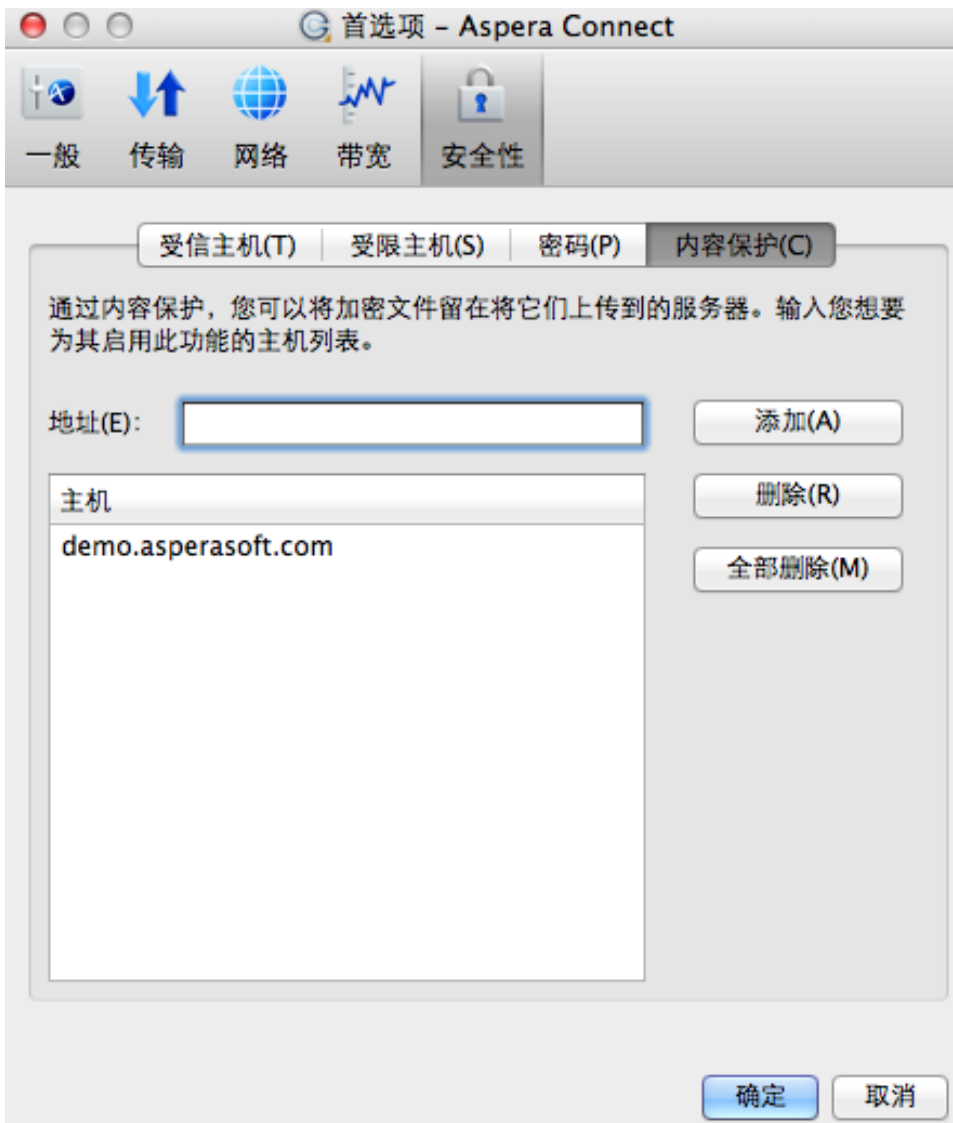 首选项 – Aspera Connect
一般 传输 网络 带宽 安全性
受信主机(T) 受限主机(S) 密码(P) 内容保护(C)
通过内容保护，您可以将加密文件留在将它们上传到的服务器。输入您想要
为其启用此功能的主机列表。
地址(E): 添加(A)
主机 删除(R)
demo.asperasoft.com
全部删除(M)
确定 取消